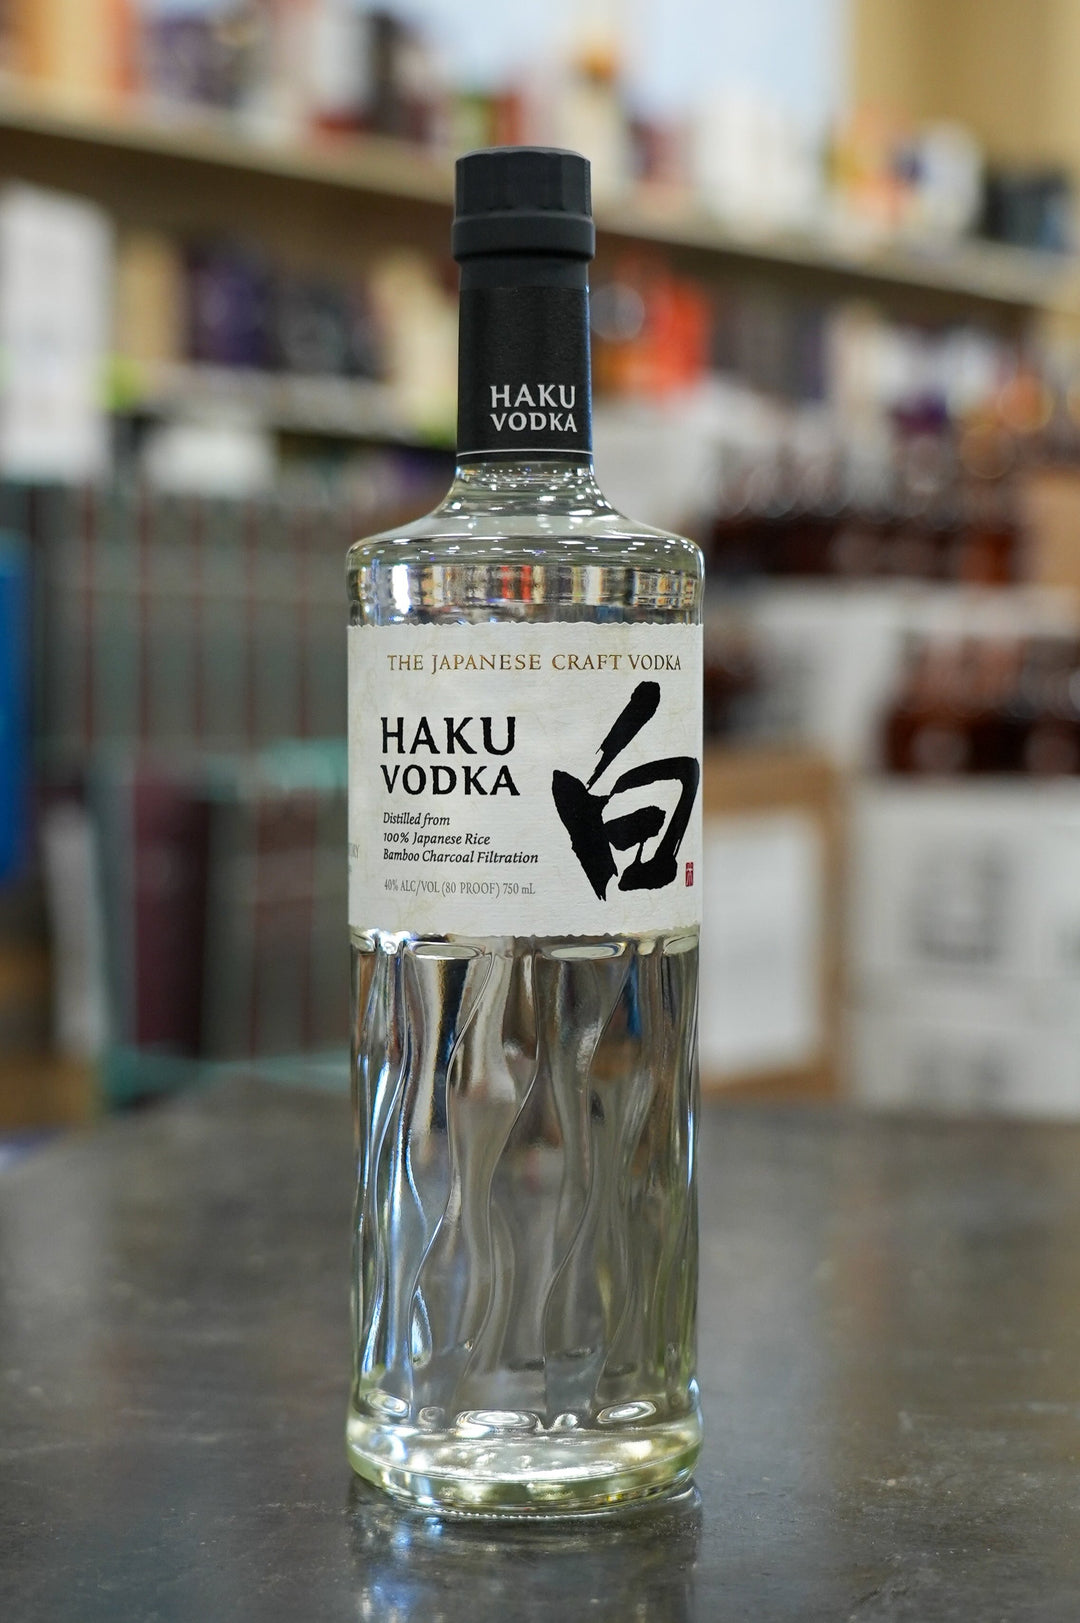 HAKU
VODKA
THE JAPANESE CRAFT VODKA
HAKU
VODKA
白
Distilled from
100% Japanese Rice
Bamboo Charcoal Filtration
40% ALC/VOL (80 PROOF) 750 mL